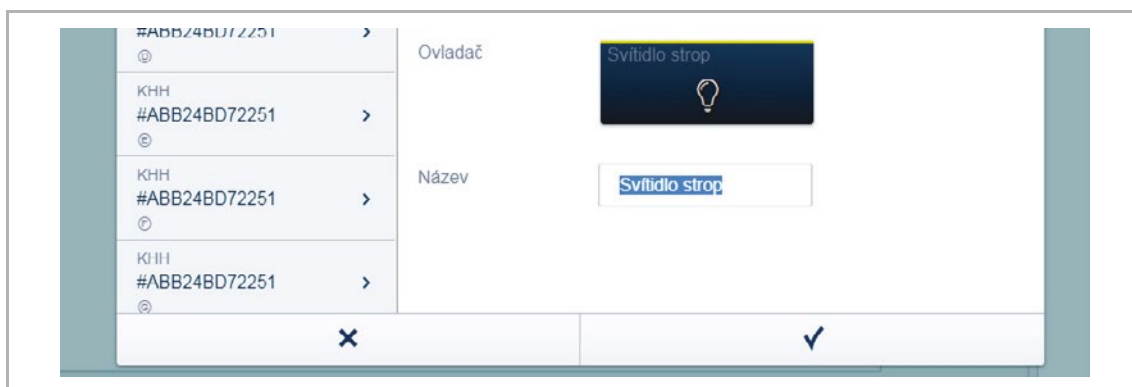 #ABB24BD72251
Ⓓ
KHH
#ABB24BD72251
Ⓔ
KHH
#ABB24BD72251
Ⓕ
KHH
#ABB24BD72251
Ⓖ
Ovladač
Svítidlo strop
Název
Svítidlo strop